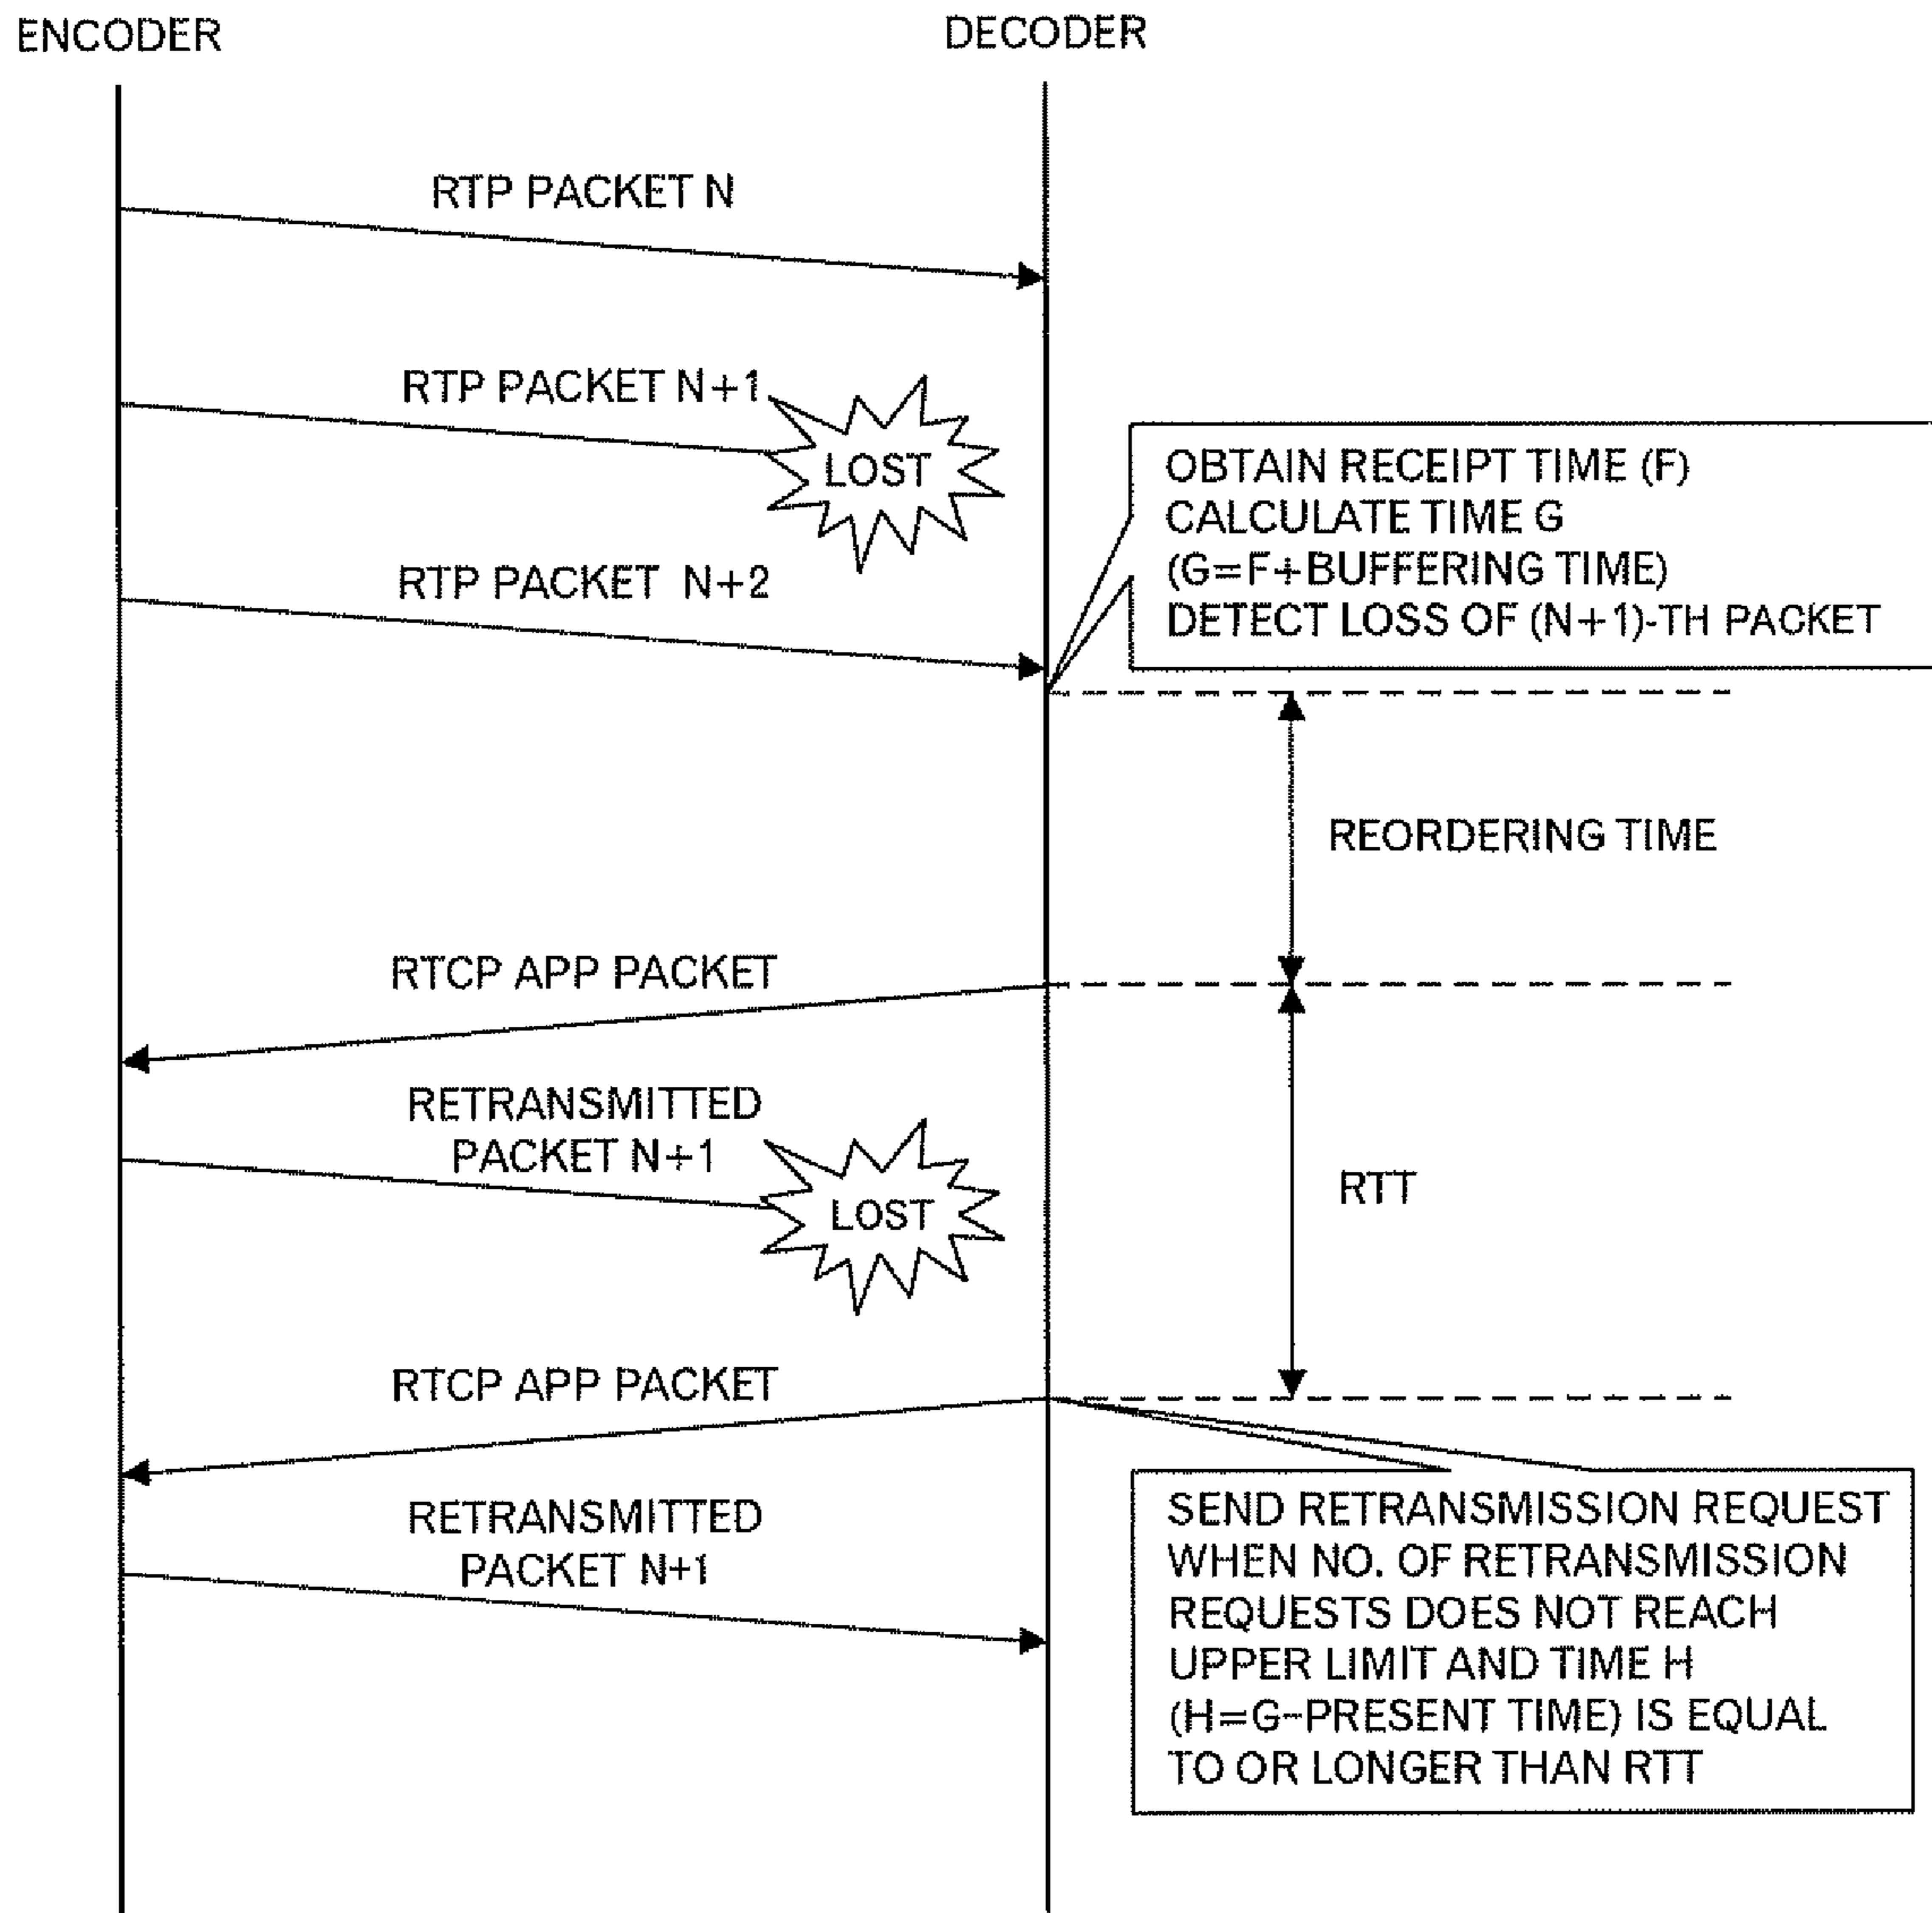 ENCODER
DECODER
RTP PACKET N
RTP PACKET N+1
LOST
OBTAIN RECEIPT TIME (F)
CALCULATE TIME G
(G=F+BUFFERING TIME)
DETECT LOSS OF (N+1)-TH PACKET
RTP PACKET N+2
REORDERING TIME
RTCP APP PACKET
RETRANSMITTED
PACKET N+1
LOST
RTT
RTCP APP PACKET
RETRANSMITTED
PACKET N+1
SEND RETRANSMISSION REQUEST
WHEN NO. OF RETRANSMISSION
REQUESTS DOES NOT REACH
UPPER LIMIT AND TIME H
(H=G-PRESENT TIME) IS EQUAL
TO OR LONGER THAN RTT